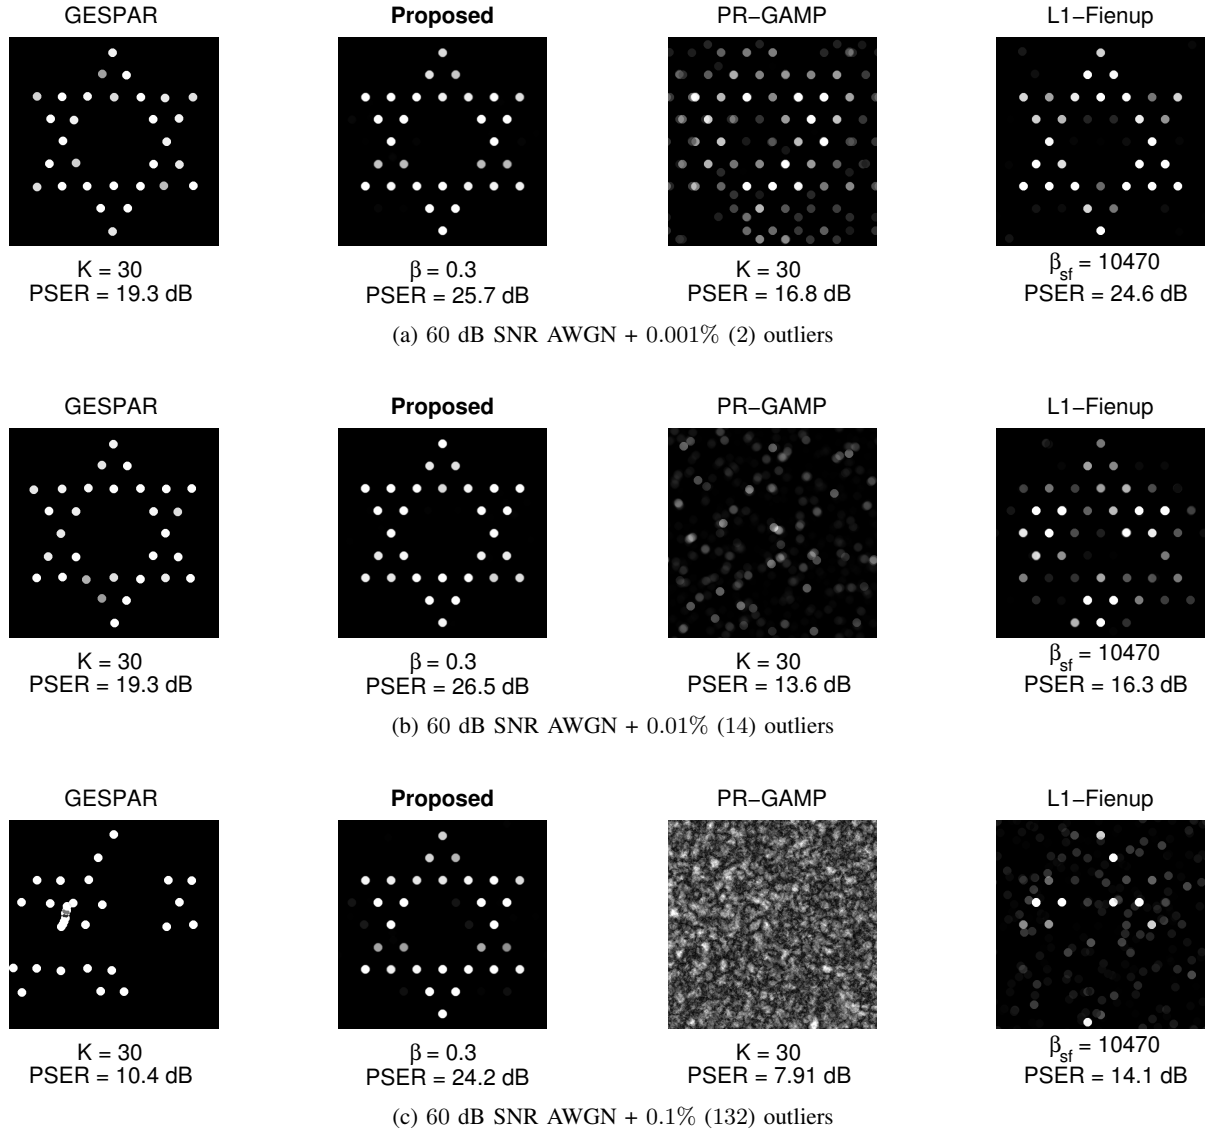 GESPAR Proposed PR−GAMP L1−Fienup
K = 30 β = 0.3 K = 30 βsf = 10470
PSER = 19.3 dB PSER = 25.7 dB PSER = 16.8 dB PSER = 24.6 dB
(a) 60 dB SNR AWGN + 0.001% (2) outliers
GESPAR Proposed PR−GAMP L1−Fienup
K = 30 β = 0.3 K = 30 βsf = 10470
PSER = 19.3 dB PSER = 26.5 dB PSER = 13.6 dB PSER = 16.3 dB
(b) 60 dB SNR AWGN + 0.01% (14) outliers
GESPAR Proposed PR−GAMP L1−Fienup
K = 30 β = 0.3 K = 30 βsf = 10470
PSER = 10.4 dB PSER = 24.2 dB PSER = 7.91 dB PSER = 14.1 dB
(c) 60 dB SNR AWGN + 0.1% (132) outliers